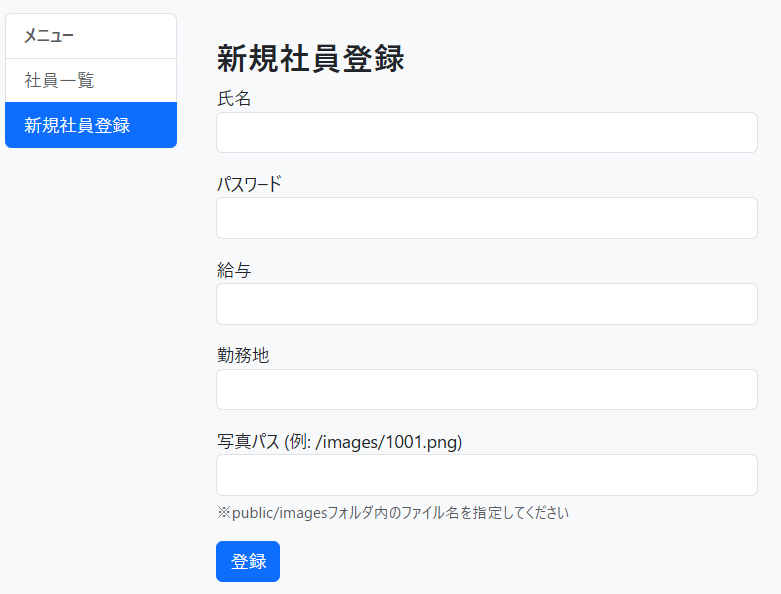 メニュー
社員一覧
新規社員登録
新規社員登録
氏名
パスワード
給与
勤務地
写真パス (例: /images/1001.png)
※public/imagesフォルダ内のファイル名を指定してください
登録